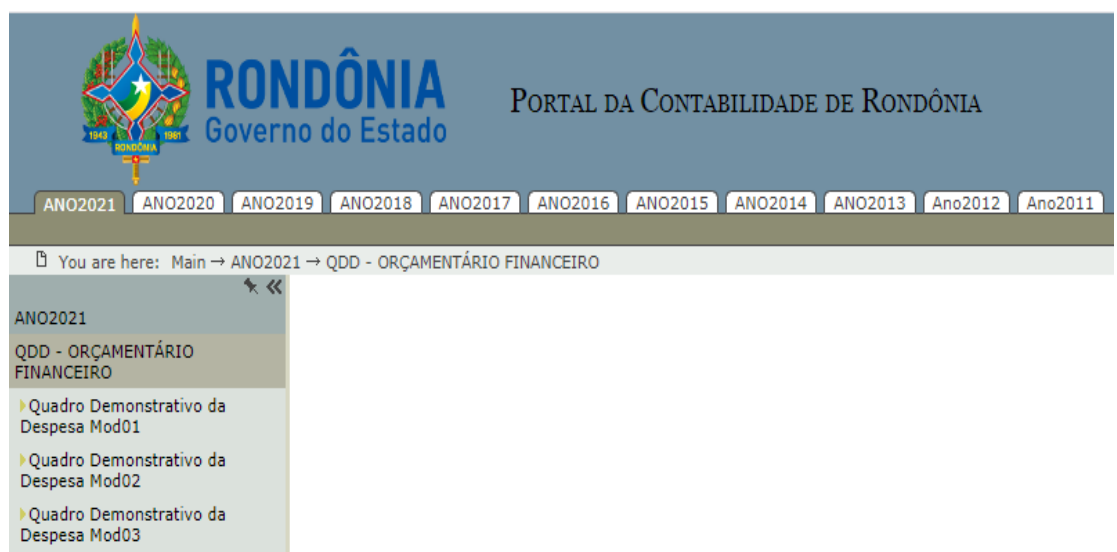 RONDÔNIA
Governo do Estado
1943 1981
RONDÔNIA
PORTAL DA CONTABILIDADE DE RONDÔNIA
ANO2021 ANO2020 ANO2019 ANO2018 ANO2017 ANO2016 ANO2015 ANO2014 ANO2013 Ano2012 Ano2011
You are here: Main → ANO2021 → QDD - ORÇAMENTÁRIO FINANCEIRO
ANO2021
QDD - ORÇAMENTÁRIO
FINANCEIRO
Quadro Demonstrativo da
Despesa Mod01
Quadro Demonstrativo da
Despesa Mod02
Quadro Demonstrativo da
Despesa Mod03